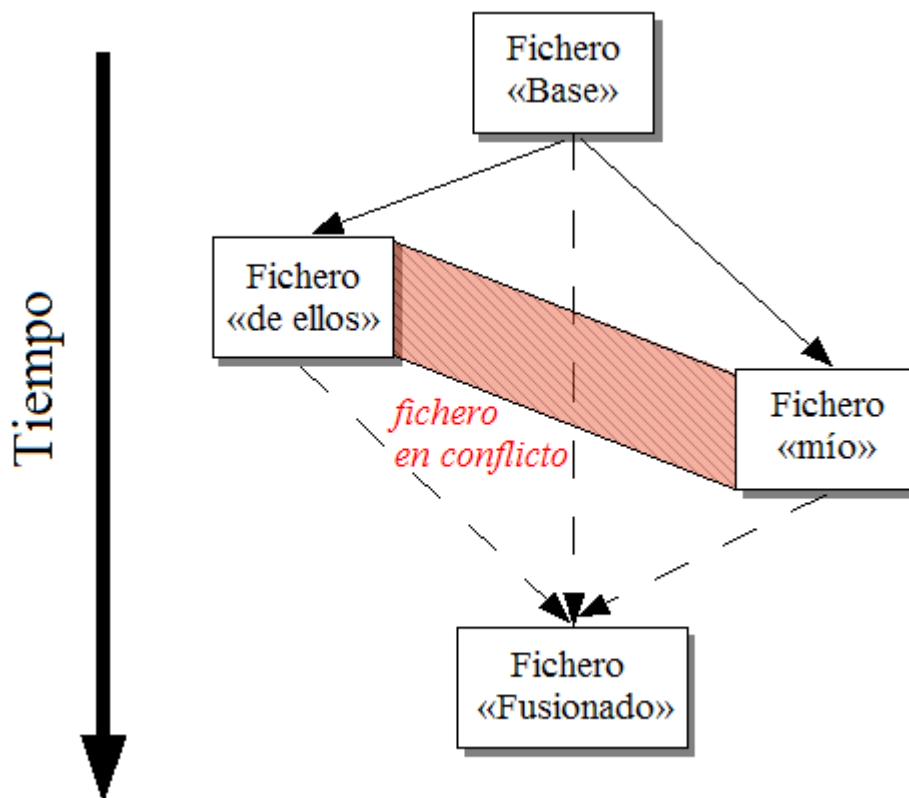 Fichero
«Base»
Tiempo
Fichero
«de ellos»
fichero
en conflicto
Fichero
«mío»
Fichero
«Fusionado»